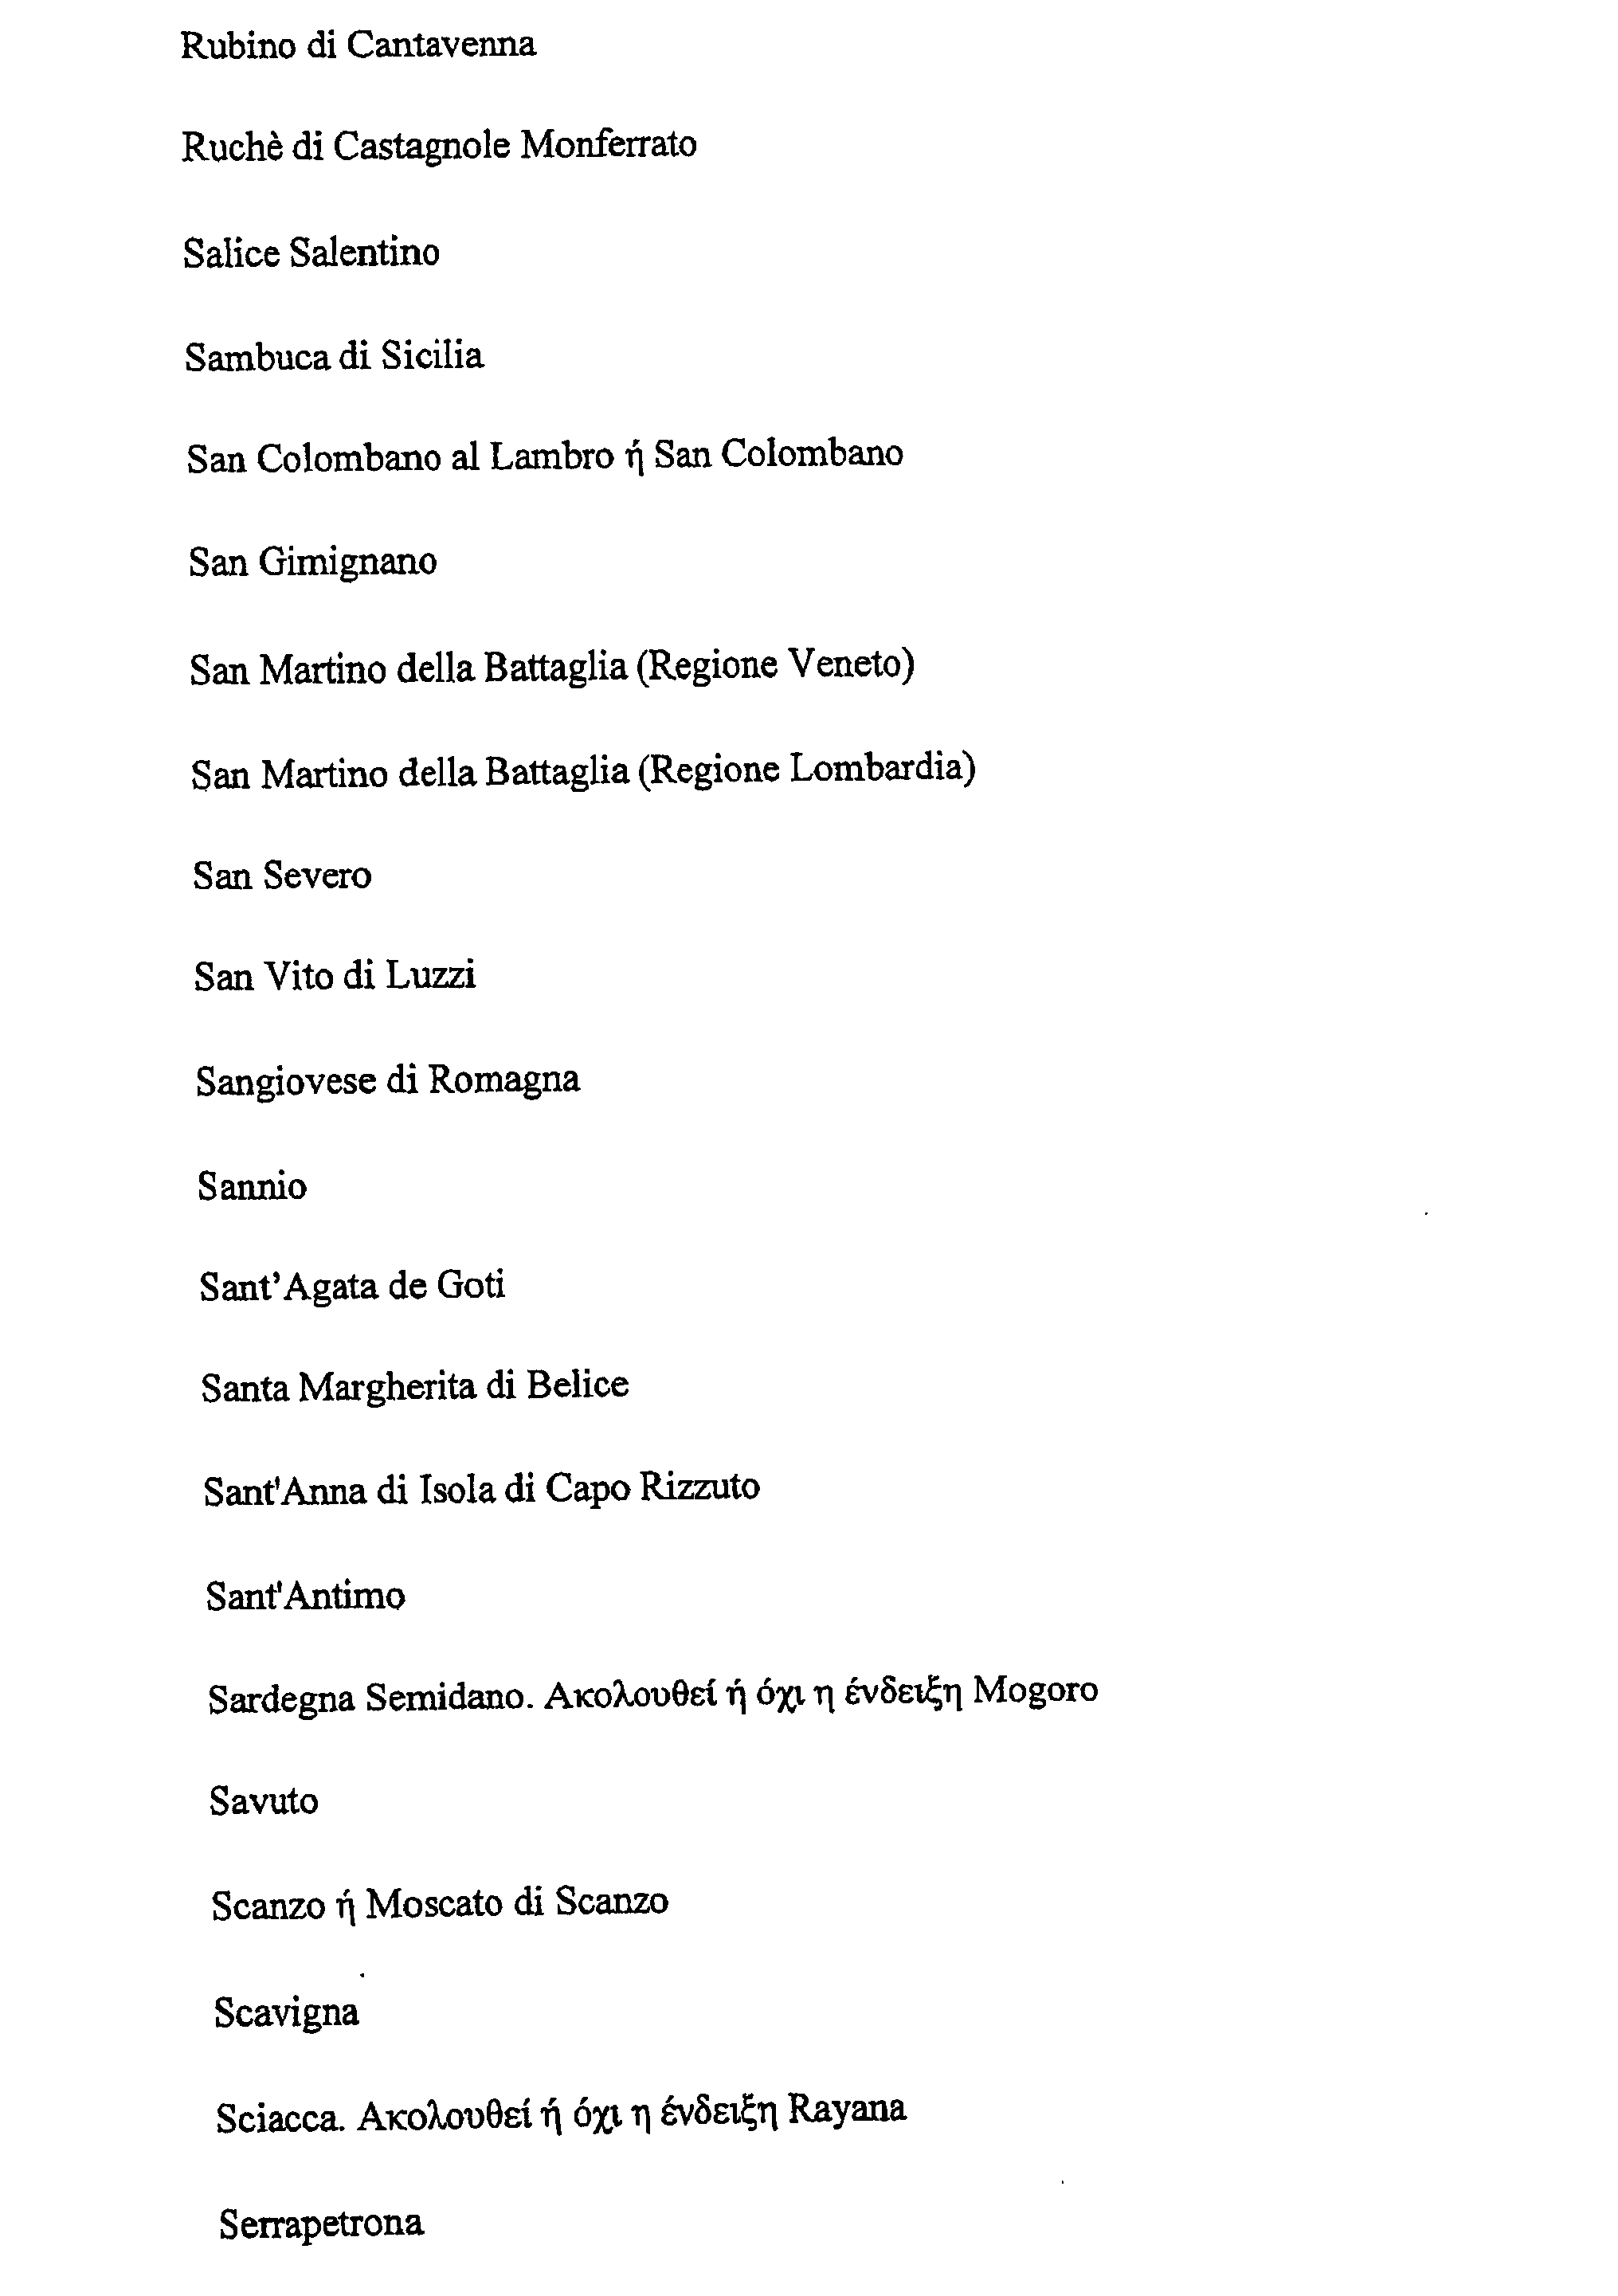 Rubino di Cantavenna
Ruchè di Castagnole Monferrato
Salice Salentino
Sambuca di Sicilia
San Colombano al Lambro ή San Colombano
San Gimignano
San Martino della Battaglia (Regione Veneto)
San Martino della Battaglia (Regione Lombardia)
San Severo
San Vito di Luzzi
Sangiovese di Romagna
Sannio
Sant’Agata de Goti
Santa Margherita di Belice
Sant'Anna di Isola di Capo Rizzuto
Sant'Antimo
Sardegna Semidano. Ακολουθεί ή όχι η ένδειξη Mogoro
Savuto
Scanzo ή Moscato di Scanzo
Scavigna
Sciacca. Ακολουθεί ή όχι η ένδειξη Rayana
Serrapetrona